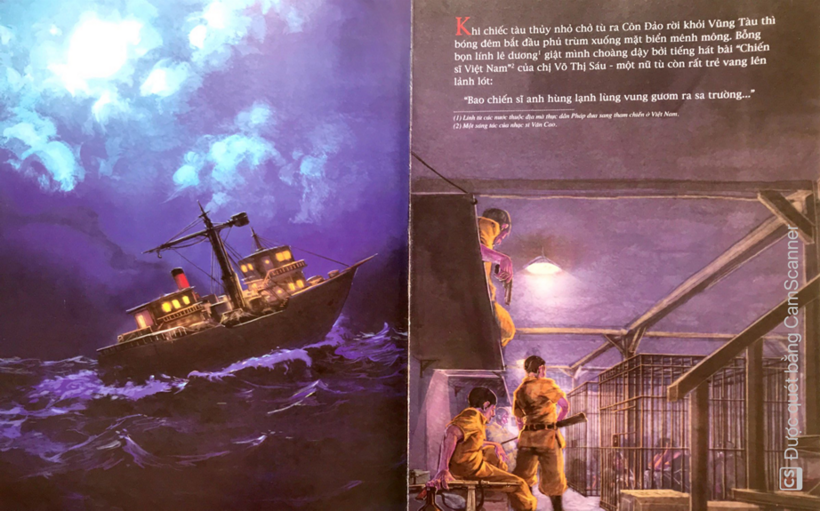 Khi chiếc tàu thủy nhỏ chở tù ra Côn Đảo rời khỏi Vũng Tàu thì
bóng đêm bắt đầu phủ trùm xuống mặt biển mênh mông. Bỗng
bọn lính lê dương¹ giật mình choàng dậy bởi tiếng hát bài “Chiến
sĩ Việt Nam”² của chị Võ Thị Sáu - một nữ tù còn rất trẻ vang lên
lảnh lót:
“Bao chiến sĩ anh hùng lạnh lùng vung gươm ra sa trường...”
(1) Lính từ các nước thuộc địa mà thực dân Pháp đưa sang tham chiến ở Việt Nam.
(2) Một sáng tác của nhạc sĩ Văn Cao.
CS Được quét bằng CamScanner